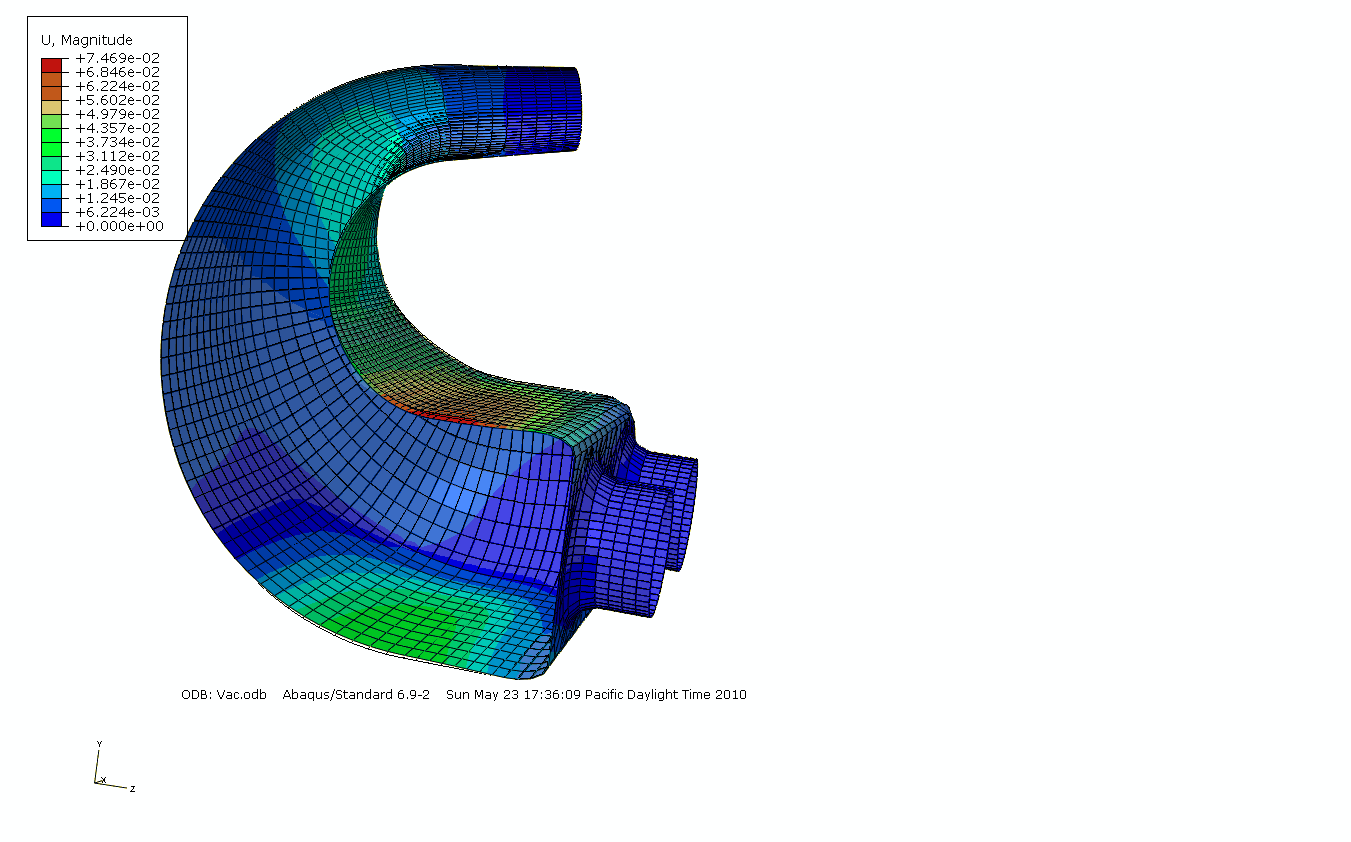 U, Magnitude
+7.469e-02
+6.846e-02
+6.224e-02
+5.602e-02
+4.979e-02
+4.357e-02
+3.734e-02
+3.112e-02
+2.490e-02
+1.867e-02
+1.245e-02
+6.224e-03
+0.000e+00
ODB: Vac.odb    Abaqus/Standard 6.9-2    Sun May 23 17:36:09 Pacific Daylight Time 2010
Y
X
Z